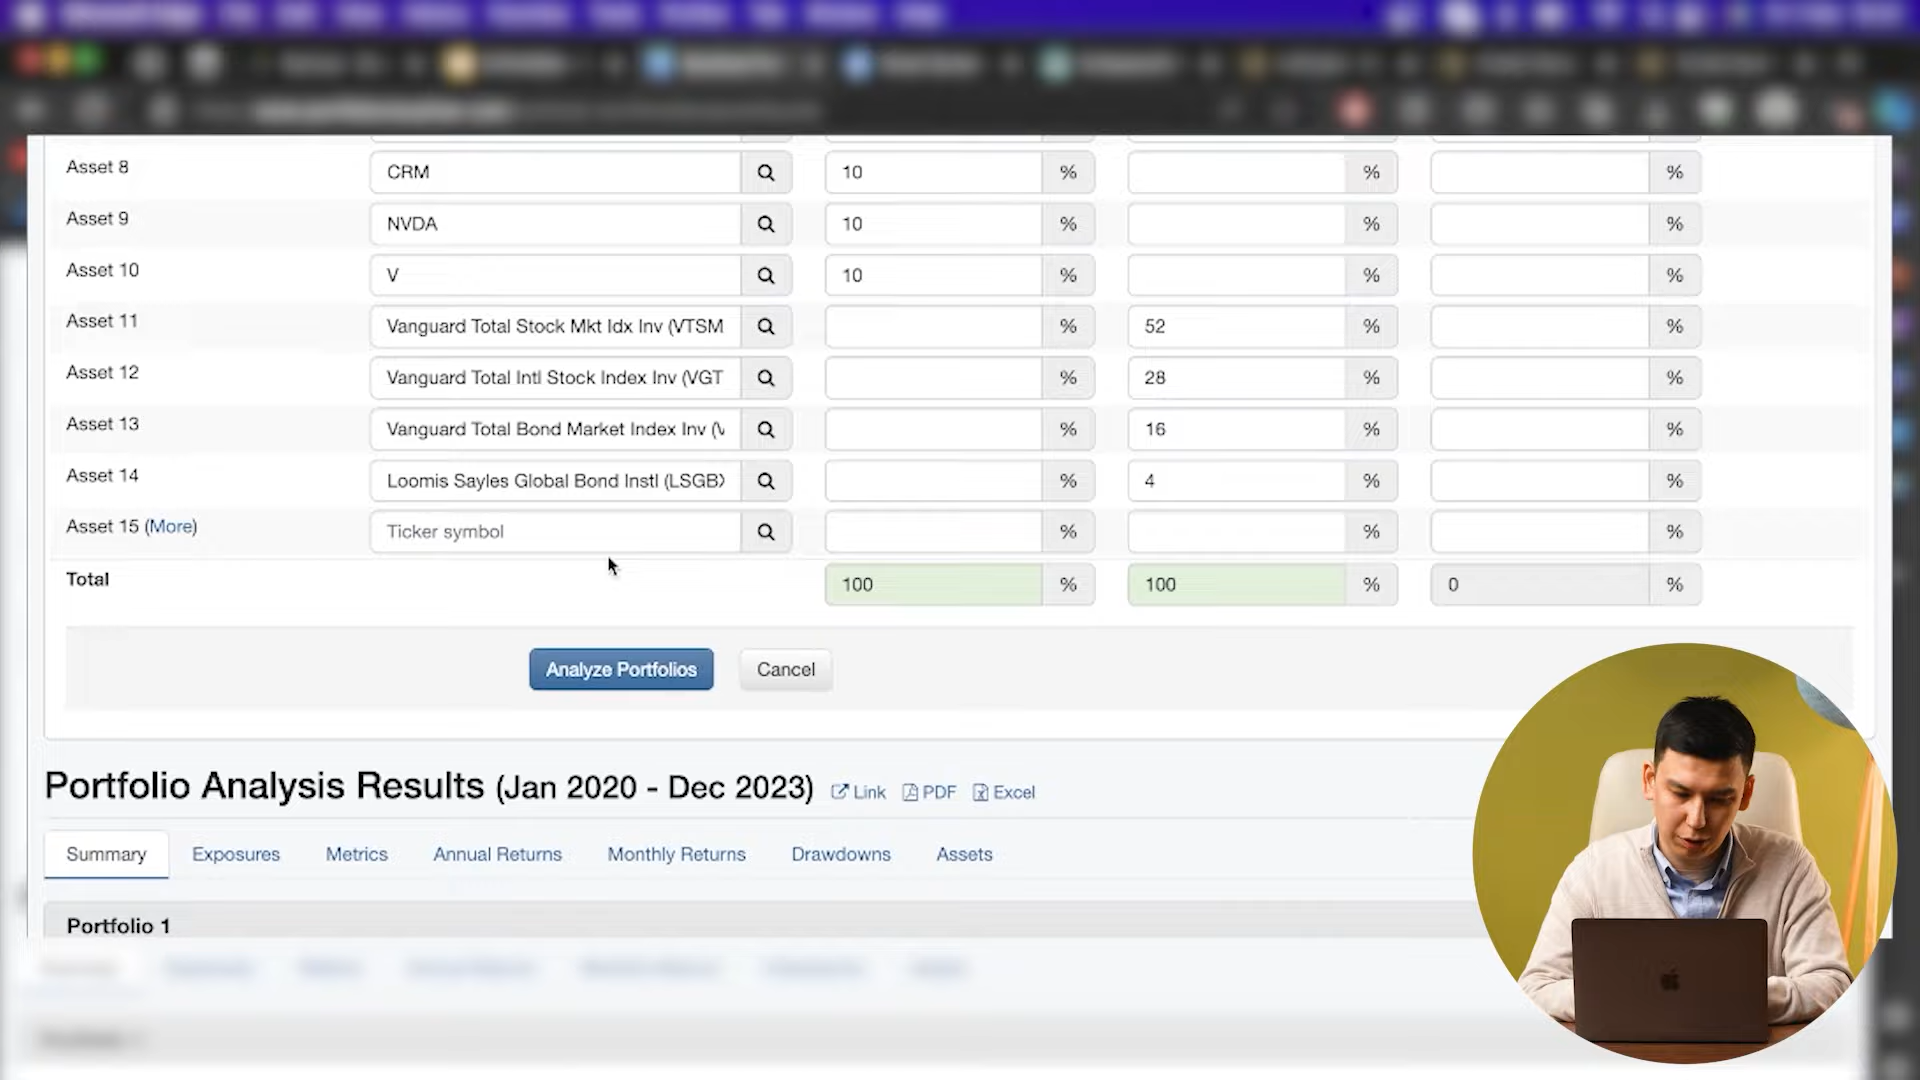 Asset 8 CRM 10 % % %
Asset 9 NVDA 10 % % %
Asset 10 V 10 % % %
Asset 11 Vanguard Total Stock Mkt Idx Inv (VTSM % 52 % %
Asset 12 Vanguard Total Intl Stock Index Inv (VGT % 28 % %
Asset 13 Vanguard Total Bond Market Index Inv (V % 16 % %
Asset 14 Loomis Sayles Global Bond Instl (LSGBX % 4 % %
Asset 15 (More) Ticker symbol % % %
Total 100 % 100 % 0 %
Analyze Portfolios Cancel
Portfolio Analysis Results (Jan 2020 - Dec 2023) Link PDF Excel
Summary Exposures Metrics Annual Returns Monthly Returns Drawdowns Assets
Portfolio 1